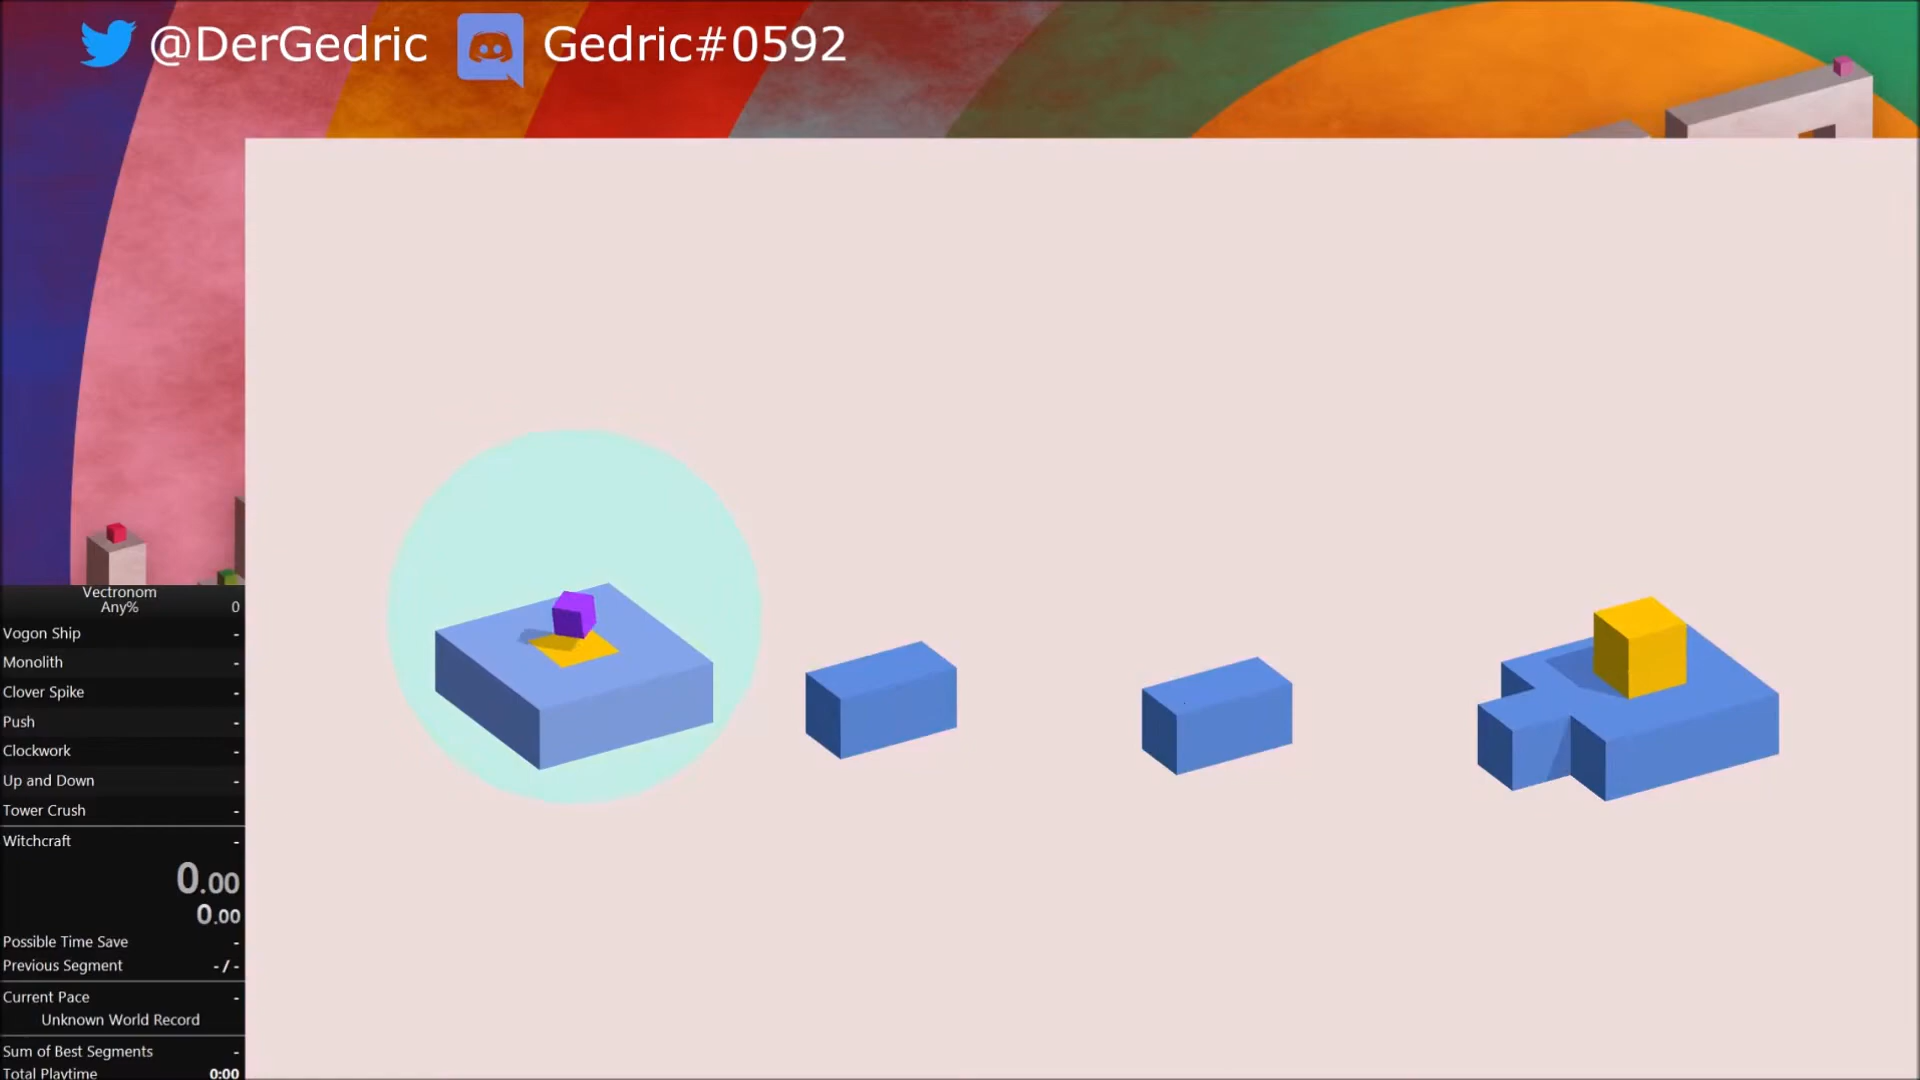 @DerGedric Gedric#0592
Vectronom
Any% 0
Vogon Ship -
Monolith -
Clover Spike -
Push -
Clockwork -
Up and Down -
Tower Crush -
Witchcraft -
0.00
0.00
Possible Time Save -
Previous Segment - / -
Current Pace -
Unknown World Record
Sum of Best Segments -
Total Playtime 0:00